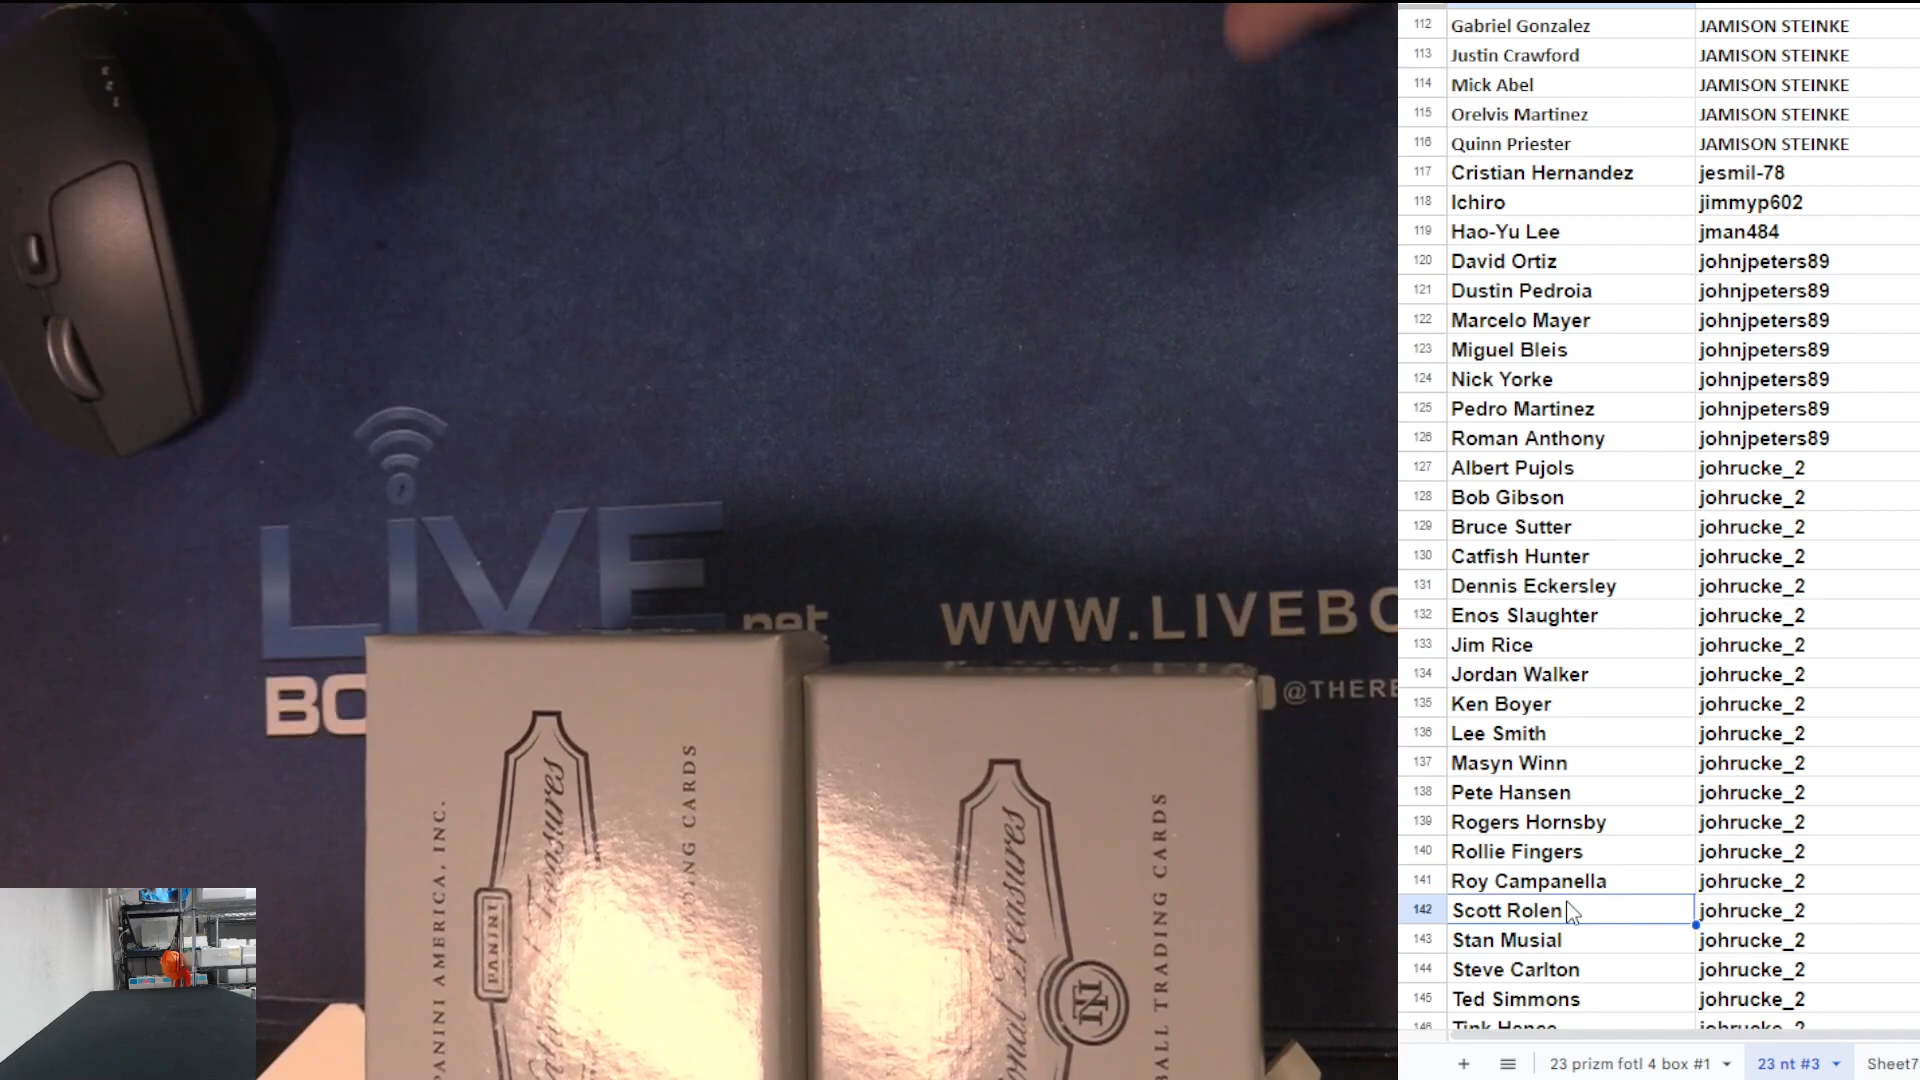 LiVE
.net
WWW.LIVEBO
BO
@THERE
PANINI AMERICA, INC.
PANINI
Treasures
TRADING CARDS
NT
Treasures
BALL TRADING CARDS
112 Gabriel Gonzalez JAMISON STEINKE
113 Justin Crawford JAMISON STEINKE
114 Mick Abel JAMISON STEINKE
115 Orelvis Martinez JAMISON STEINKE
116 Quinn Priester JAMISON STEINKE
117 Cristian Hernandez jesmil-78
118 Ichiro jimmyp602
119 Hao-Yu Lee jman484
120 David Ortiz johnjpeters89
121 Dustin Pedroia johnjpeters89
122 Marcelo Mayer johnjpeters89
123 Miguel Bleis johnjpeters89
124 Nick Yorke johnjpeters89
125 Pedro Martinez johnjpeters89
126 Roman Anthony johnjpeters89
127 Albert Pujols johrucke_2
128 Bob Gibson johrucke_2
129 Bruce Sutter johrucke_2
130 Catfish Hunter johrucke_2
131 Dennis Eckersley johrucke_2
132 Enos Slaughter johrucke_2
133 Jim Rice johrucke_2
134 Jordan Walker johrucke_2
135 Ken Boyer johrucke_2
136 Lee Smith johrucke_2
137 Masyn Winn johrucke_2
138 Pete Hansen johrucke_2
139 Rogers Hornsby johrucke_2
140 Rollie Fingers johrucke_2
141 Roy Campanella johrucke_2
142 Scott Rolen johrucke_2
143 Stan Musial johrucke_2
144 Steve Carlton johrucke_2
145 Ted Simmons johrucke_2
146 Tink Hence johrucke_2
23 prizm fotl 4 box #1 23 nt #3 Sheet7